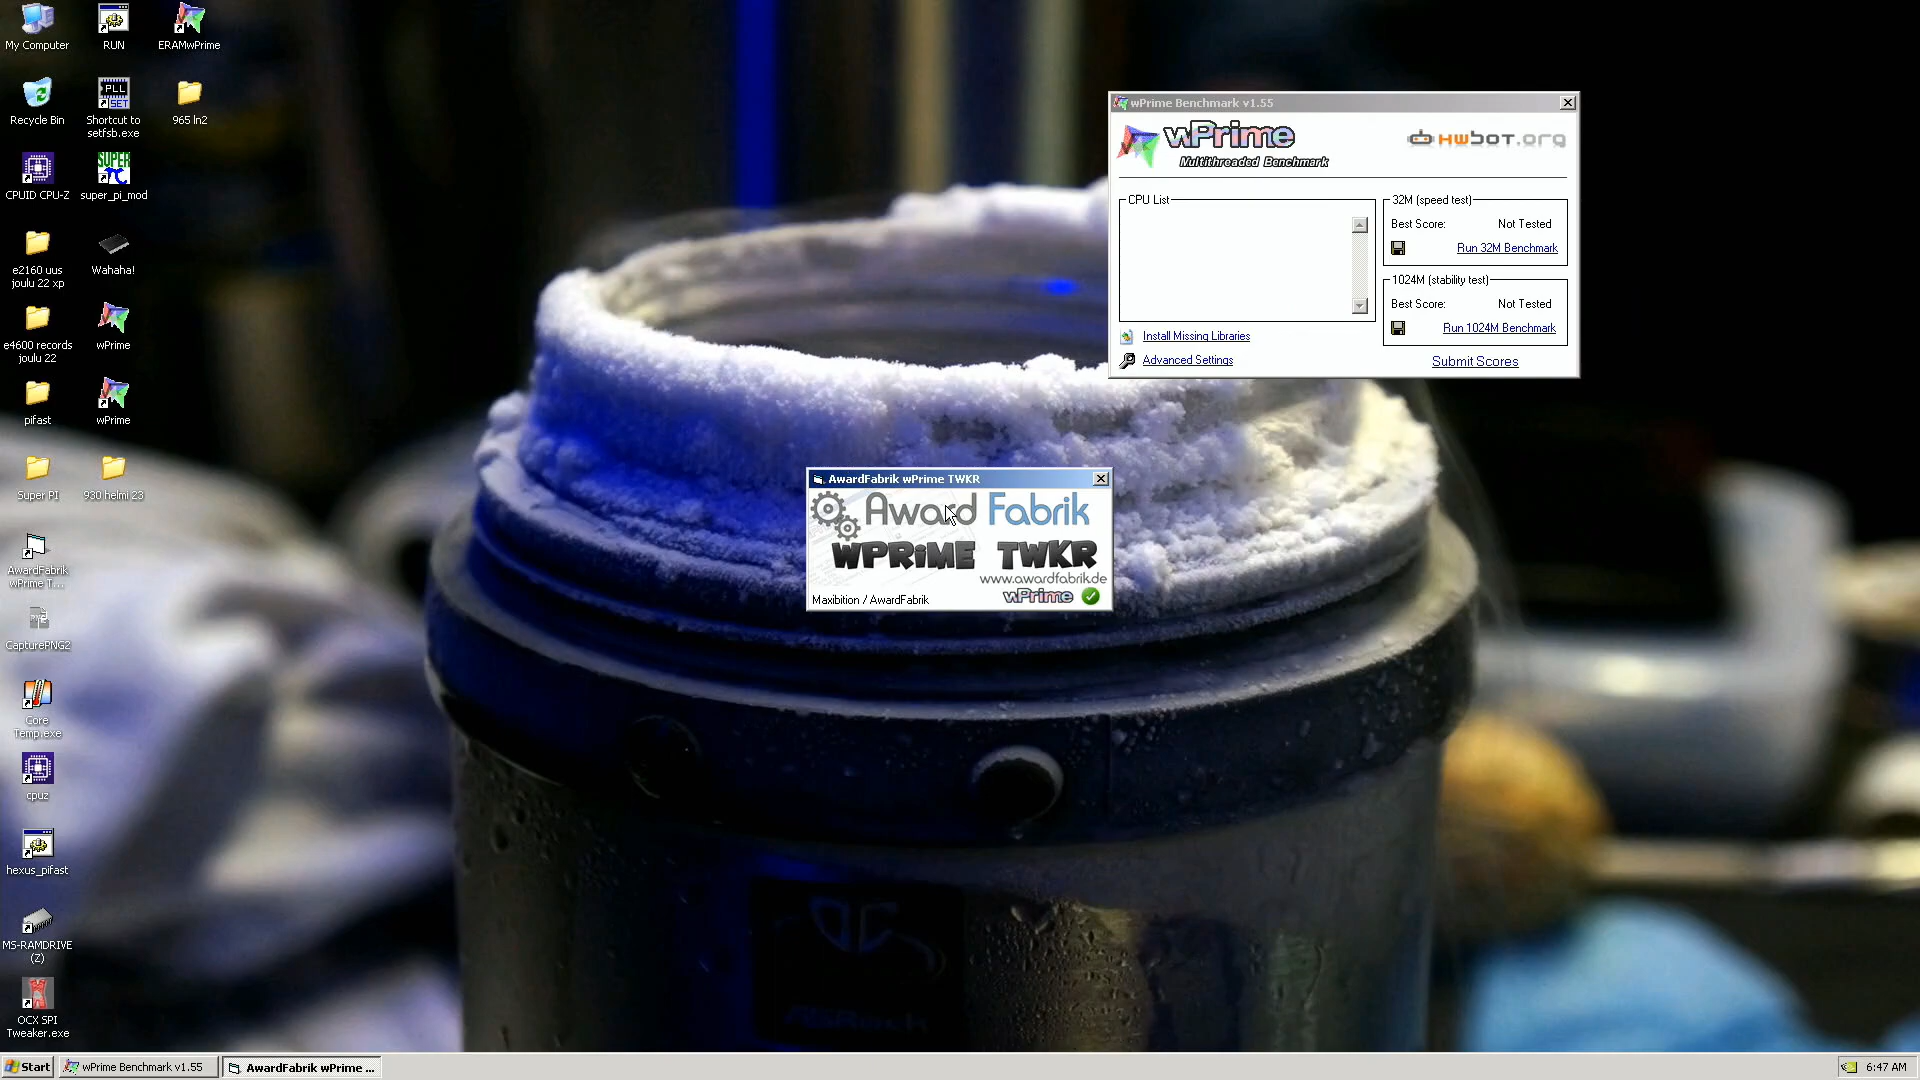 My Computer
RUN
ERAMwPrime
Recycle Bin
PLL
SET
Shortcut to
setfsb.exe
965 ln2
CPUID CPU-Z
SUPER
super_pi_mod
e2160 uus
joulu 22 xp
Wahaha!
e4600 records
joulu 22
wPrime
pifast
wPrime
Super PI
930 helmi 23
AwardFabrik
wPrime T...
CapturePNG2
Core
Temp.exe
cpuz
hexus_pifast
MS-RAMDRIVE
(Z)
OCX SPI
Tweaker.exe
wPrime Benchmark v1.55
wPrime
Multithreaded Benchmark
HWBOT.org
CPU List
32M (speed test)
Best Score: Not Tested
Run 32M Benchmark
1024M (stability test)
Best Score: Not Tested
Run 1024M Benchmark
Install Missing Libraries
Advanced Settings
Submit Scores
AwardFabrik wPrime TWKR
Award Fabrik
WPRiME TWKR
www.awardfabrik.de
Maxibition / AwardFabrik
wPrime
ASRock
Start
wPrime Benchmark v1.55
AwardFabrik wPrime ...
6:47 AM